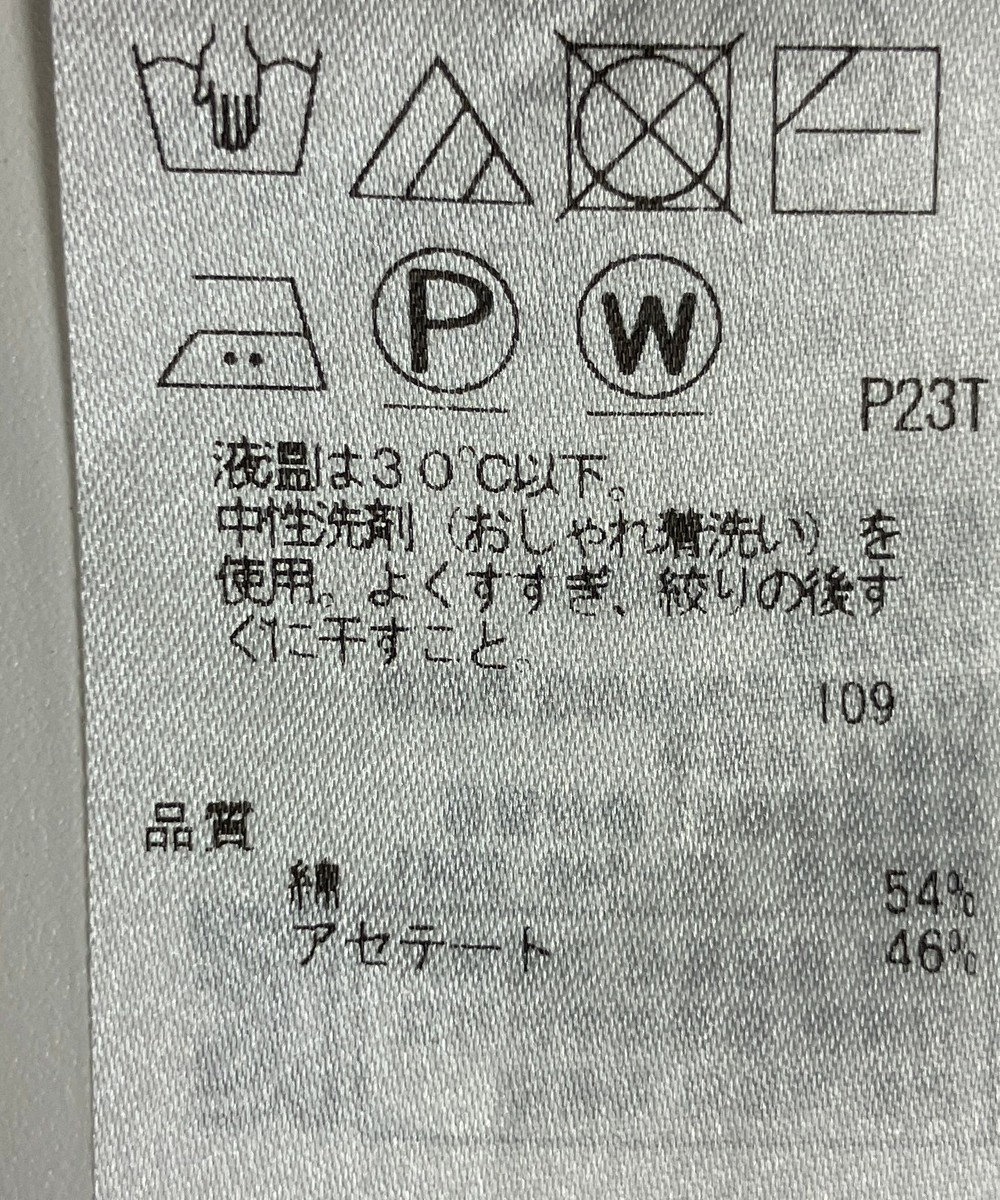 P
W
P23T
液温は30℃以下。
中性洗剤（おしゃれ着洗い）を
使用。よくすすぎ、絞りの後す
ぐに干すこと。
109
品質
綿 54%
アセテート 46%